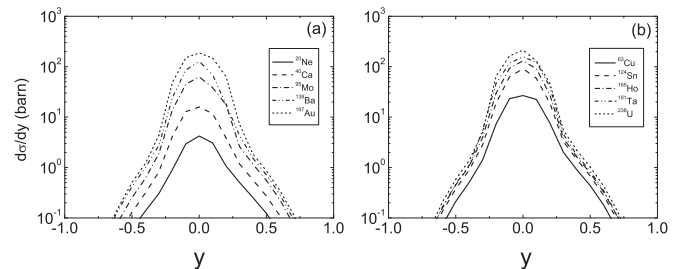 (a)
dσ/dy (barn)
10³
10²
10¹
10⁰
10⁻¹
²⁰Ne
⁴⁰Ca
⁹⁵Mo
¹³⁸Ba
¹⁹⁷Au
-1.0 -0.5 0.0 0.5 1.0
y
(b)
10³
10²
10¹
10⁰
10⁻¹
⁶³Cu
¹²⁴Sn
¹⁶⁵Ho
¹⁸¹Ta
²³⁸U
-1.0 -0.5 0.0 0.5 1.0
y